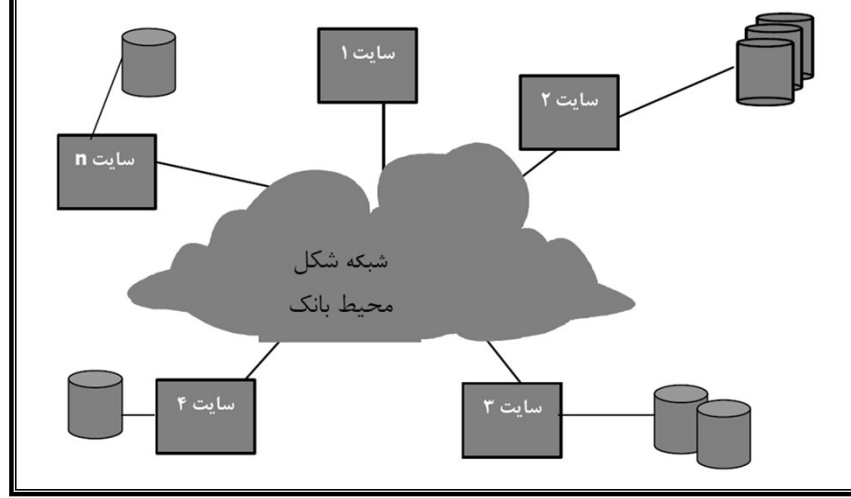 سایت ۱
سایت ۲
سایت n
شبکه شکل
محیط بانک
سایت ۴
سایت ۳